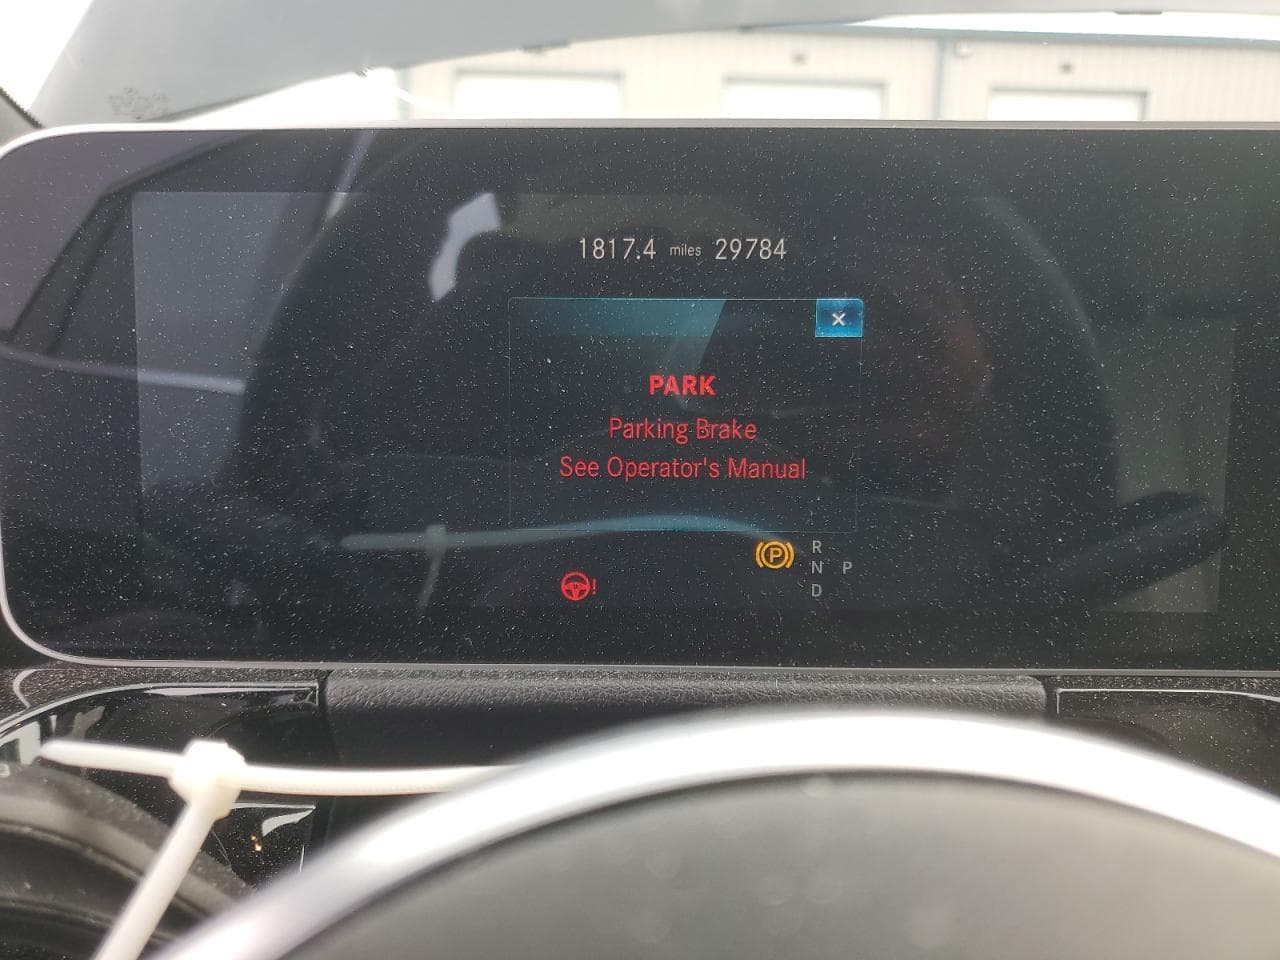 1817.4 miles 29784
×
PARK
Parking Brake
See Operator's Manual
(P) R
N P
! D